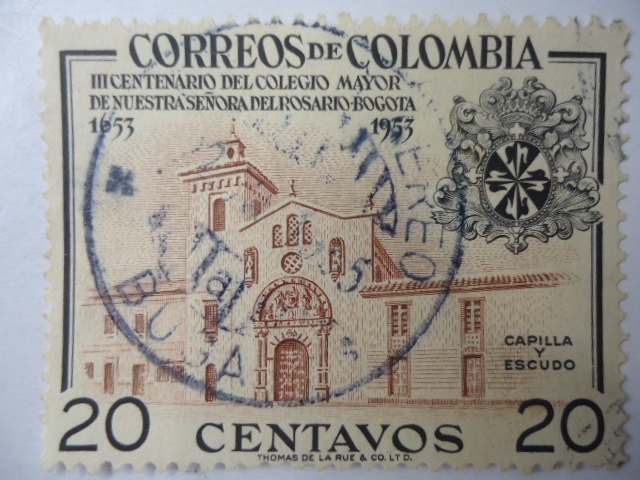 CORREOS DE COLOMBIA
III CENTENARIO DEL COLEGIO MAYOR
DE NUESTRA SEÑORA DEL ROSARIO-BOGOTA
1653 1953
CAPILLA
Y
ESCUDO
20 CENTAVOS 20
THOMAS DE LA RUE & CO. LTD.